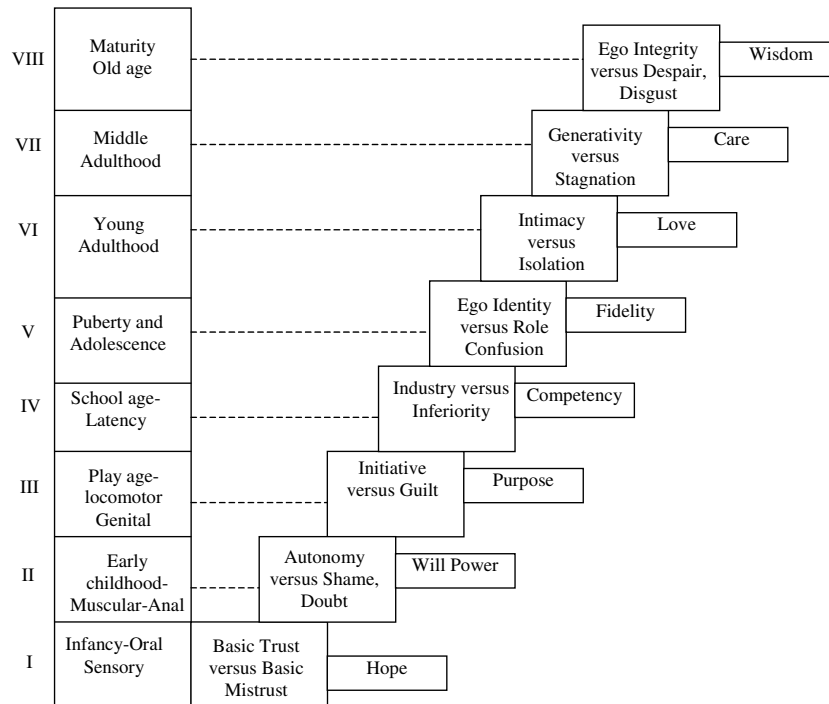 VIII
Maturity
Old age
Ego Integrity
versus Despair,
Disgust
Wisdom
VII
Middle
Adulthood
Generativity
versus
Stagnation
Care
VI
Young
Adulthood
Intimacy
versus
Isolation
Love
V
Puberty and
Adolescence
Ego Identity
versus Role
Confusion
Fidelity
IV
School age-
Latency
Industry versus
Inferiority
Competency
III
Play age-
locomotor
Genital
Initiative
versus Guilt
Purpose
II
Early
childhood-
Muscular-Anal
Autonomy
versus Shame,
Doubt
Will Power
I
Infancy-Oral
Sensory
Basic Trust
versus Basic
Mistrust
Hope